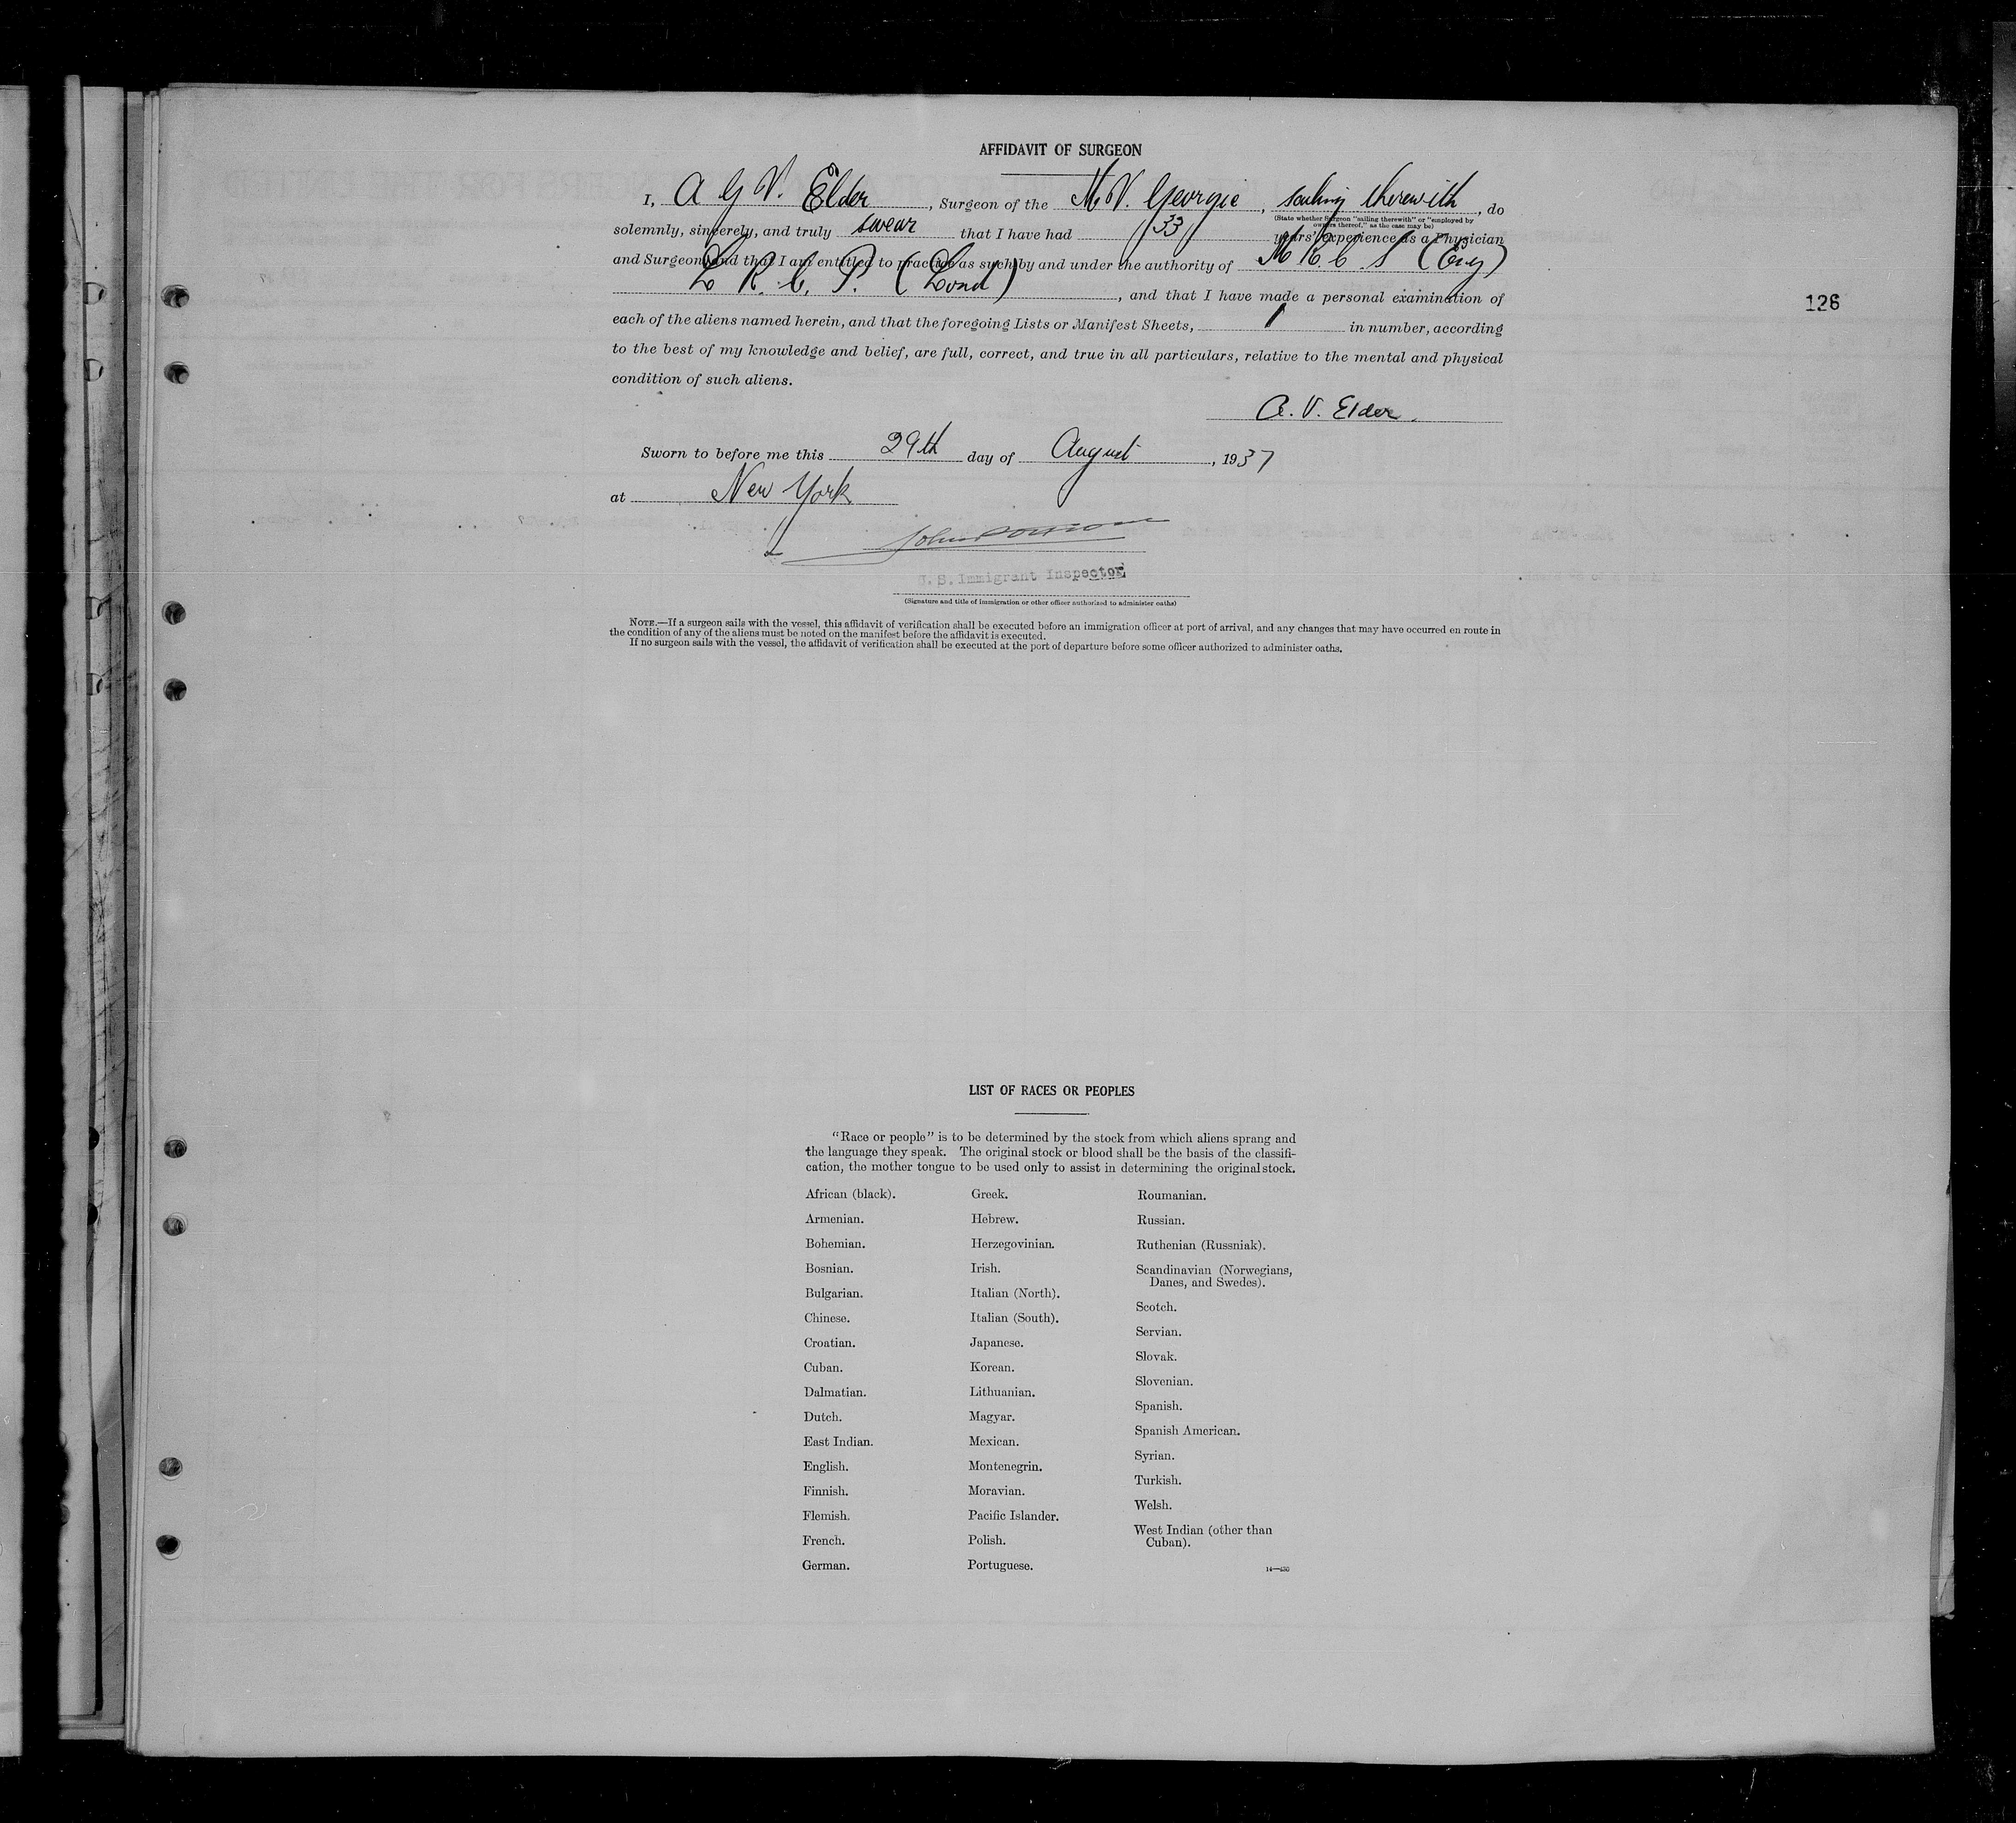 AFFIDAVIT OF SURGEON
I, A G V. Elder, Surgeon of the M.V. Georgic, sailing therewith, do
(State whether Surgeon "sailing therewith" or "employed by
owners thereof," as the case may be)
solemnly, sincerely, and truly swear that I have had 33 years' experience as a Physician
and Surgeon, and that I am entitled to practice as such by and under the authority of M R.C.S (Eng)
L R.C.P. (Lond), and that I have made a personal examination of
each of the aliens named herein, and that the foregoing Lists or Manifest Sheets, 1 in number, according
to the best of my knowledge and belief, are full, correct, and true in all particulars, relative to the mental and physical
condition of such aliens.
126
A. V. Elder.
Sworn to before me this 29th day of August, 1937
at New York
John
U. S. Immigrant Inspector
(Signature and title of immigration or other officer authorized to administer oaths)
NOTE.—If a surgeon sails with the vessel, this affidavit of verification shall be executed before an immigration officer at port of arrival, and any changes that may have occurred en route in
the condition of any of the aliens must be noted on the manifest before the affidavit is executed.
If no surgeon sails with the vessel, the affidavit of verification shall be executed at the port of departure before some officer authorized to administer oaths.
LIST OF RACES OR PEOPLES
"Race or people" is to be determined by the stock from which aliens sprang and
the language they speak. The original stock or blood shall be the basis of the classifi-
cation, the mother tongue to be used only to assist in determining the original stock.
African (black).
Armenian.
Bohemian.
Bosnian.
Bulgarian.
Chinese.
Croatian.
Cuban.
Dalmatian.
Dutch.
East Indian.
English.
Finnish.
Flemish.
French.
German.
Greek.
Hebrew.
Herzegovinian.
Irish.
Italian (North).
Italian (South).
Japanese.
Korean.
Lithuanian.
Magyar.
Mexican.
Montenegrin.
Moravian.
Pacific Islander.
Polish.
Portuguese.
Roumanian.
Russian.
Ruthenian (Russniak).
Scandinavian (Norwegians,
Danes, and Swedes).
Scotch.
Servian.
Slovak.
Slovenian.
Spanish.
Spanish American.
Syrian.
Turkish.
Welsh.
West Indian (other than
Cuban).